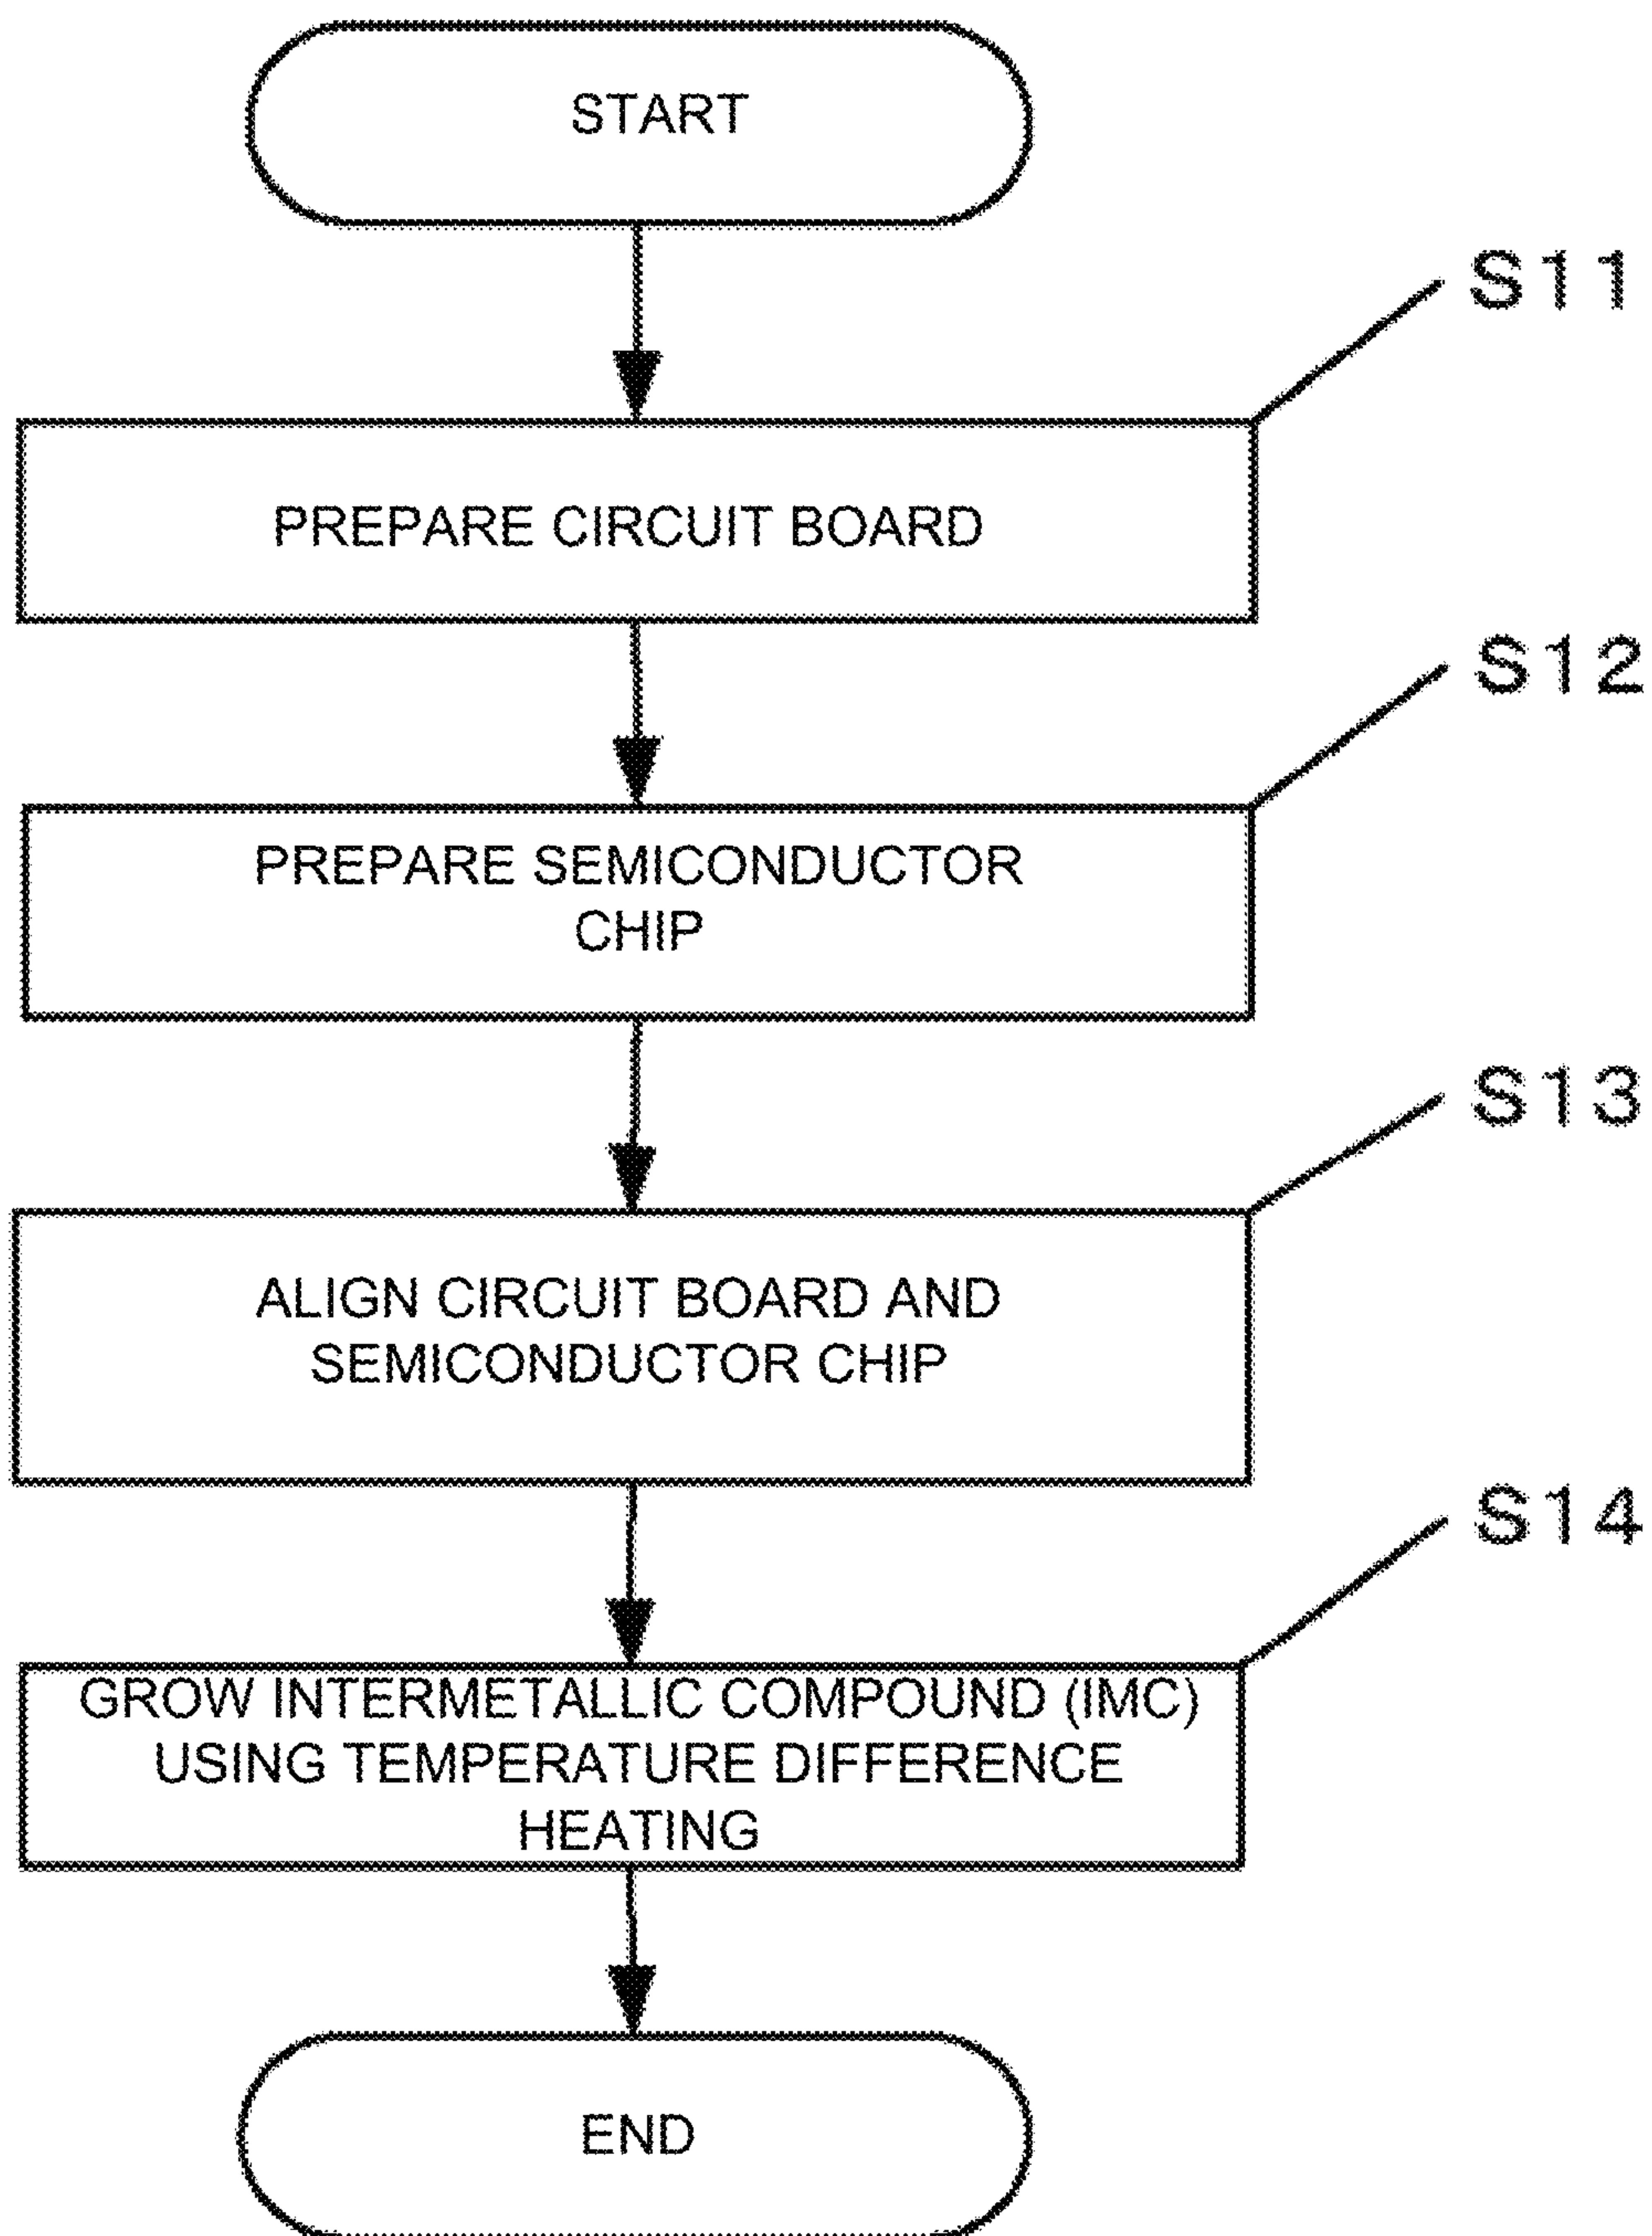 START
S11
PREPARE CIRCUIT BOARD
S12
PREPARE SEMICONDUCTOR
CHIP
S13
ALIGN CIRCUIT BOARD AND
SEMICONDUCTOR CHIP
S14
GROW INTERMETALLIC COMPOUND (IMC)
USING TEMPERATURE DIFFERENCE
HEATING
END